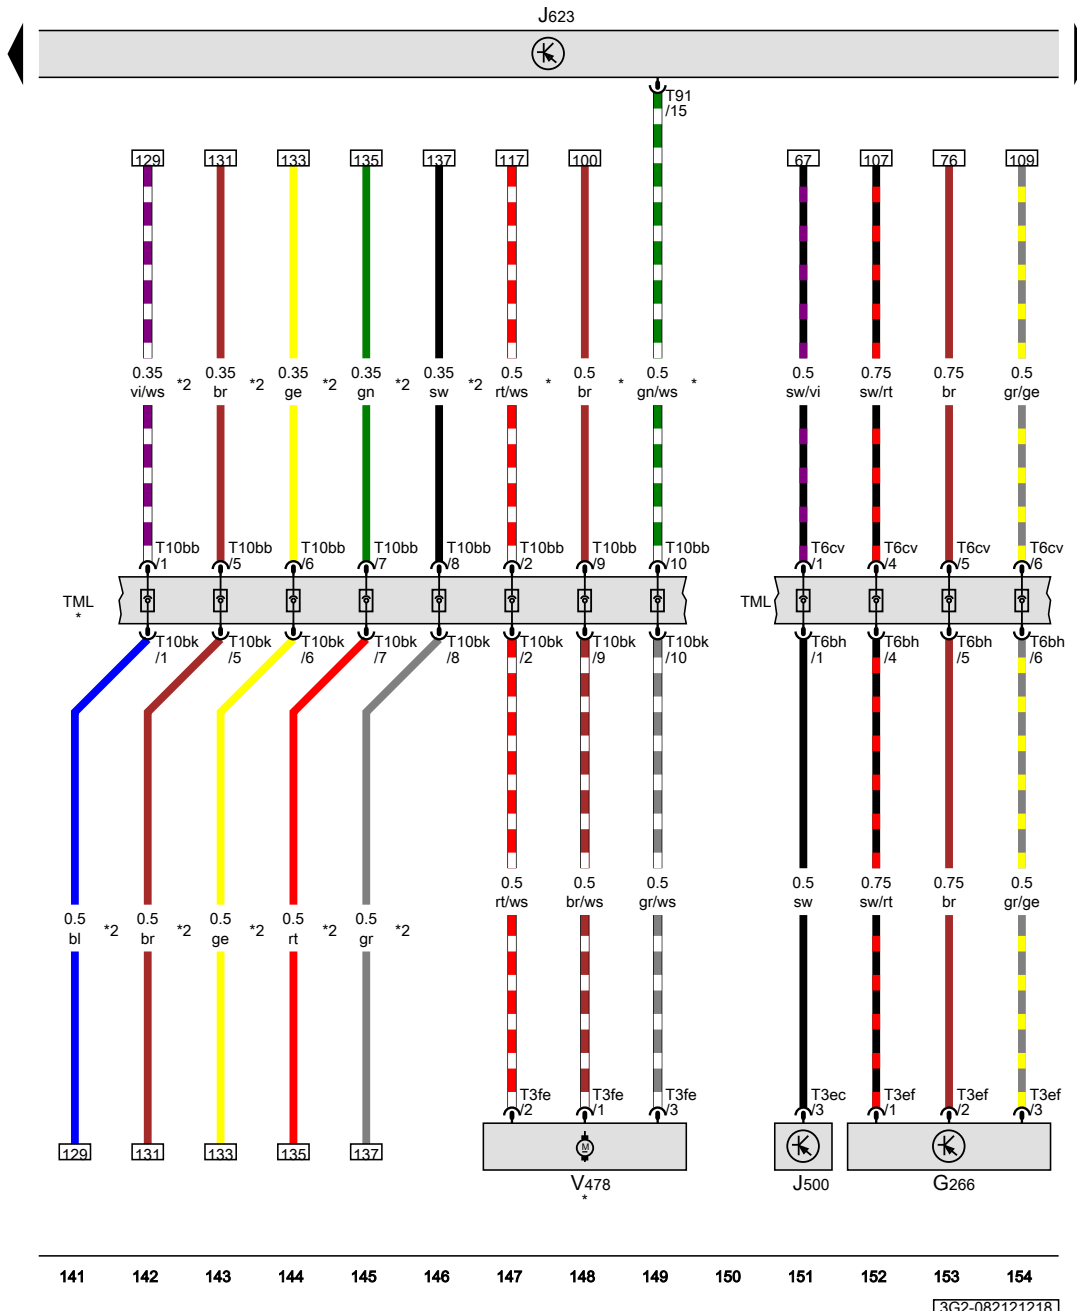 J623
T91
/15
129 131 133 135 137 117 100 67 107 76 109
0.35 0.35 0.35 0.35 0.35 0.5 0.5 0.5 0.5 0.75 0.75 0.5
vi/ws *2 br *2 ge *2 gn *2 sw *2 rt/ws * br * gn/ws * sw/vi sw/rt br gr/ge
T10bb T10bb T10bb T10bb T10bb T10bb T10bb T10bb T6cv T6cv T6cv T6cv
/1 /5 /6 /7 /8 /2 /9 /10 /1 /4 /5 /6
TML TML
*
T10bk T10bk T10bk T10bk T10bk T10bk T10bk T10bk T6bh T6bh T6bh T6bh
/1 /5 /6 /7 /8 /2 /9 /10 /1 /4 /5 /6
0.5 0.5 0.5 0.5 0.75 0.75 0.5
rt/ws br/ws gr/ws sw sw/rt br gr/ge
0.5 0.5 0.5 0.5 0.5
bl *2 br *2 ge *2 rt *2 gr *2
T3fe T3fe T3fe T3ec T3ef T3ef T3ef
/2 /1 /3 /3 /1 /2 /3
129 131 133 135 137
M
V478 J500 G266
*
141 142 143 144 145 146 147 148 149 150 151 152 153 154
3G2-082121218